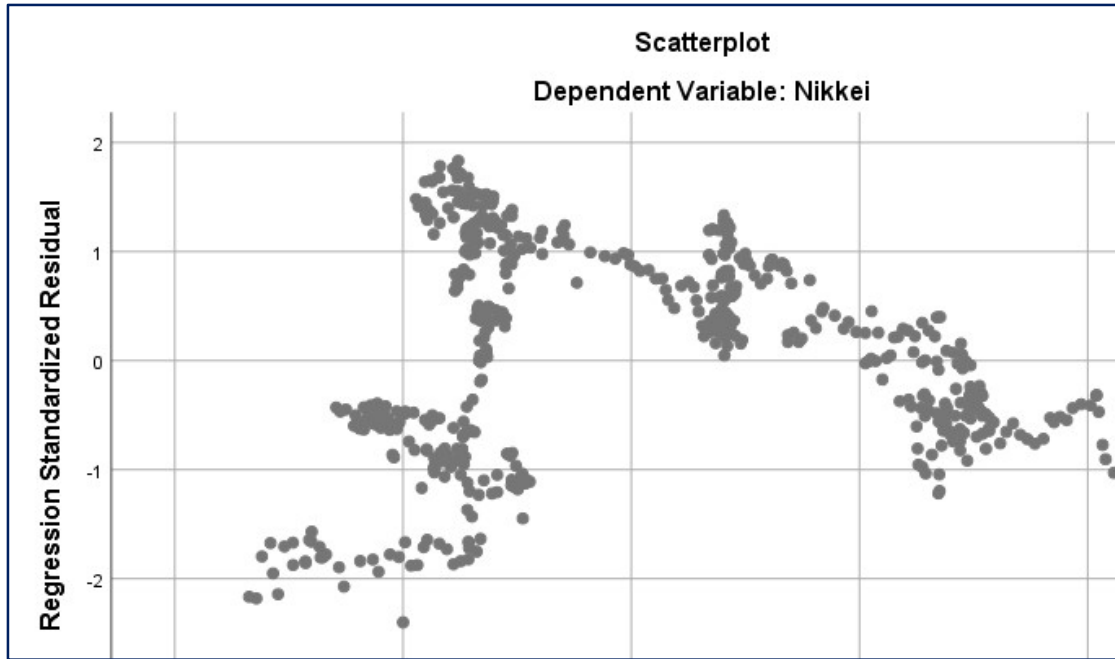 Scatterplot
Dependent Variable: Nikkei
Regression Standardized Residual
2
1
0
-1
-2